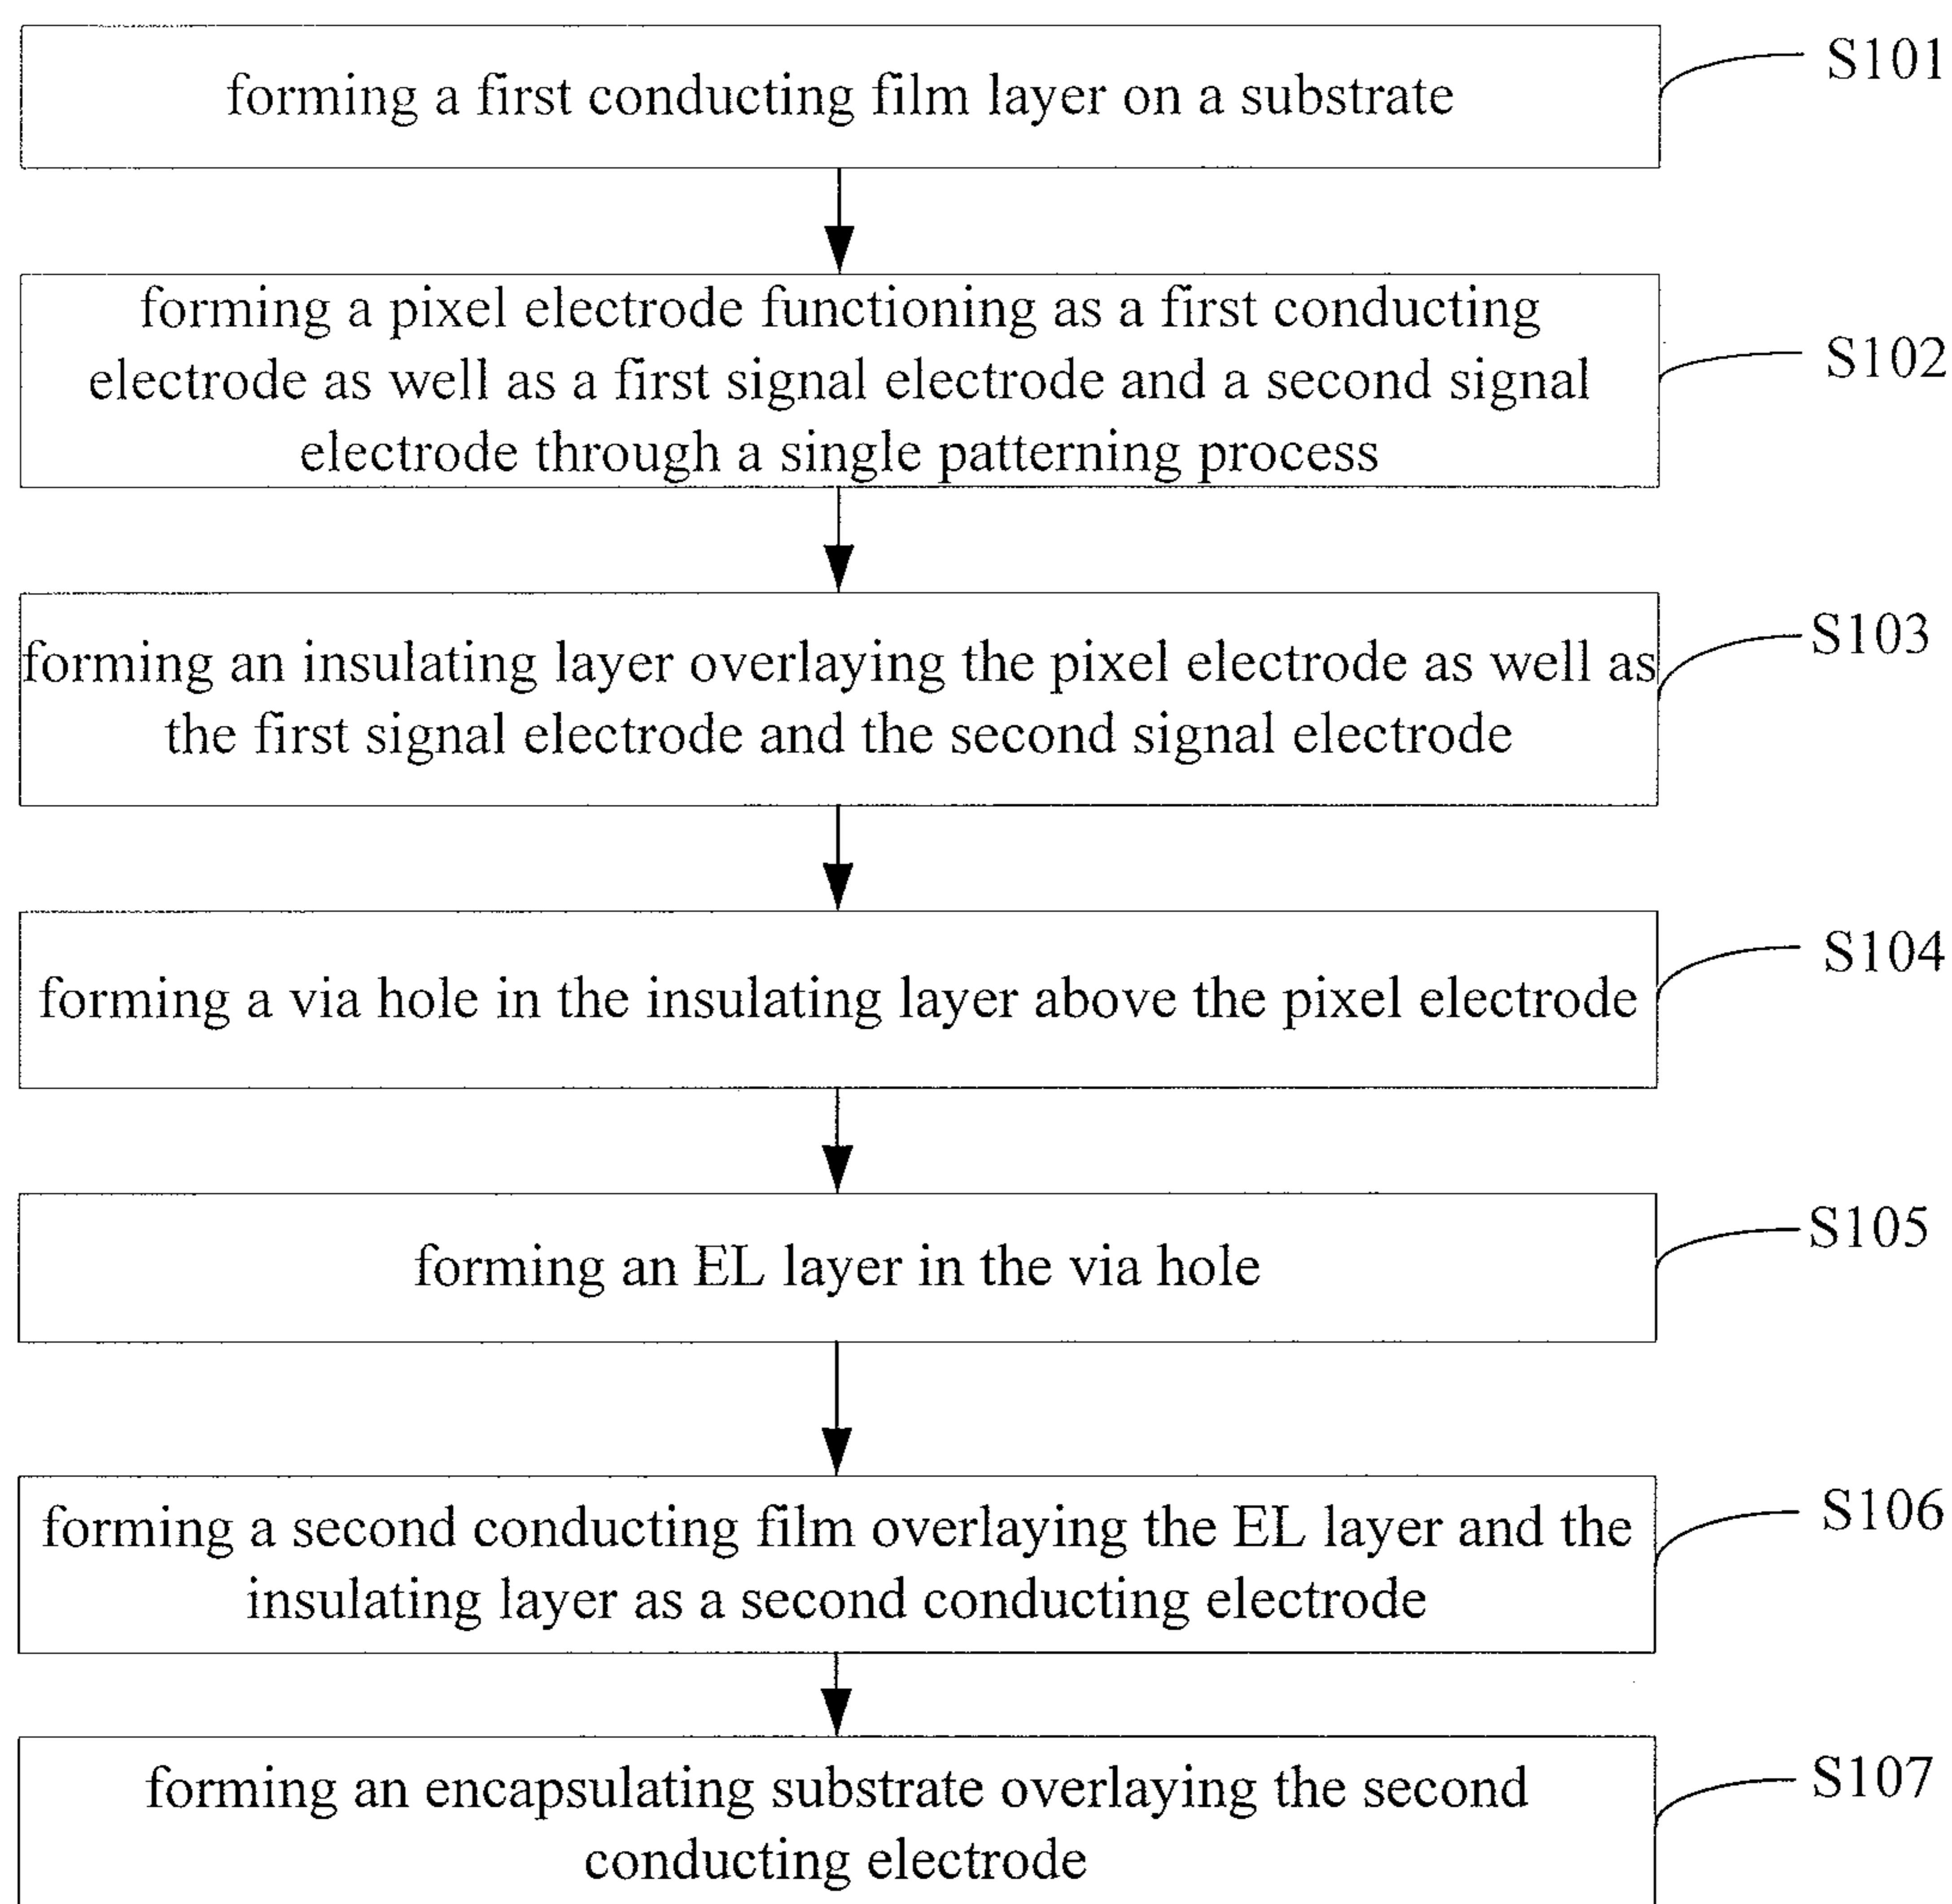 forming a first conducting film layer on a substrate
S101
forming a pixel electrode functioning as a first conducting
electrode as well as a first signal electrode and a second signal
electrode through a single patterning process
S102
forming an insulating layer overlaying the pixel electrode as well as
the first signal electrode and the second signal electrode
S103
forming a via hole in the insulating layer above the pixel electrode
S104
forming an EL layer in the via hole
S105
forming a second conducting film overlaying the EL layer and the
insulating layer as a second conducting electrode
S106
forming an encapsulating substrate overlaying the second
conducting electrode
S107